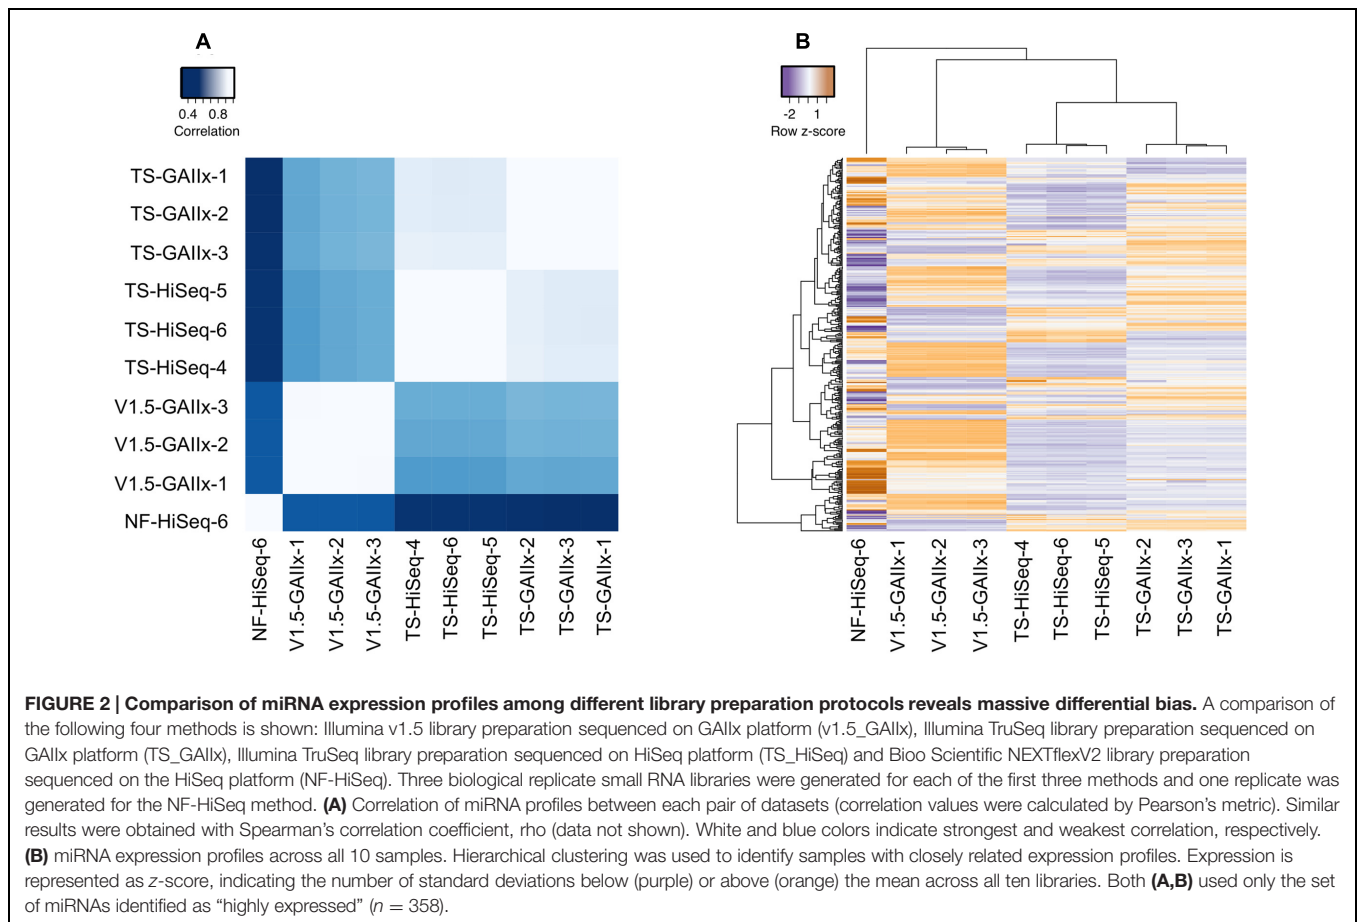 A
B
0.4 0.8
Correlation
-2 1
Row z-score
TS-GAIIx-1
TS-GAIIx-2
TS-GAIIx-3
TS-HiSeq-5
TS-HiSeq-6
TS-HiSeq-4
V1.5-GAIIx-3
V1.5-GAIIx-2
V1.5-GAIIx-1
NF-HiSeq-6
NF-HiSeq-6
V1.5-GAIIx-1
V1.5-GAIIx-2
V1.5-GAIIx-3
TS-HiSeq-4
TS-HiSeq-6
TS-HiSeq-5
TS-GAIIx-2
TS-GAIIx-3
TS-GAIIx-1
NF-HiSeq-6
V1.5-GAIIx-1
V1.5-GAIIx-2
V1.5-GAIIx-3
TS-HiSeq-4
TS-HiSeq-6
TS-HiSeq-5
TS-GAIIx-2
TS-GAIIx-3
TS-GAIIx-1
FIGURE 2 | Comparison of miRNA expression profiles among different library preparation protocols reveals massive differential bias. A comparison of
the following four methods is shown: Illumina v1.5 library preparation sequenced on GAIIx platform (v1.5_GAIIx), Illumina TruSeq library preparation sequenced on
GAIIx platform (TS_GAIIx), Illumina TruSeq library preparation sequenced on HiSeq platform (TS_HiSeq) and Bioo Scientific NEXTflexV2 library preparation
sequenced on the HiSeq platform (NF-HiSeq). Three biological replicate small RNA libraries were generated for each of the first three methods and one replicate was
generated for the NF-HiSeq method. (A) Correlation of miRNA profiles between each pair of datasets (correlation values were calculated by Pearson's metric). Similar
results were obtained with Spearman's correlation coefficient, rho (data not shown). White and blue colors indicate strongest and weakest correlation, respectively.
(B) miRNA expression profiles across all 10 samples. Hierarchical clustering was used to identify samples with closely related expression profiles. Expression is
represented as z-score, indicating the number of standard deviations below (purple) or above (orange) the mean across all ten libraries. Both (A,B) used only the set
of miRNAs identified as “highly expressed” (n = 358).